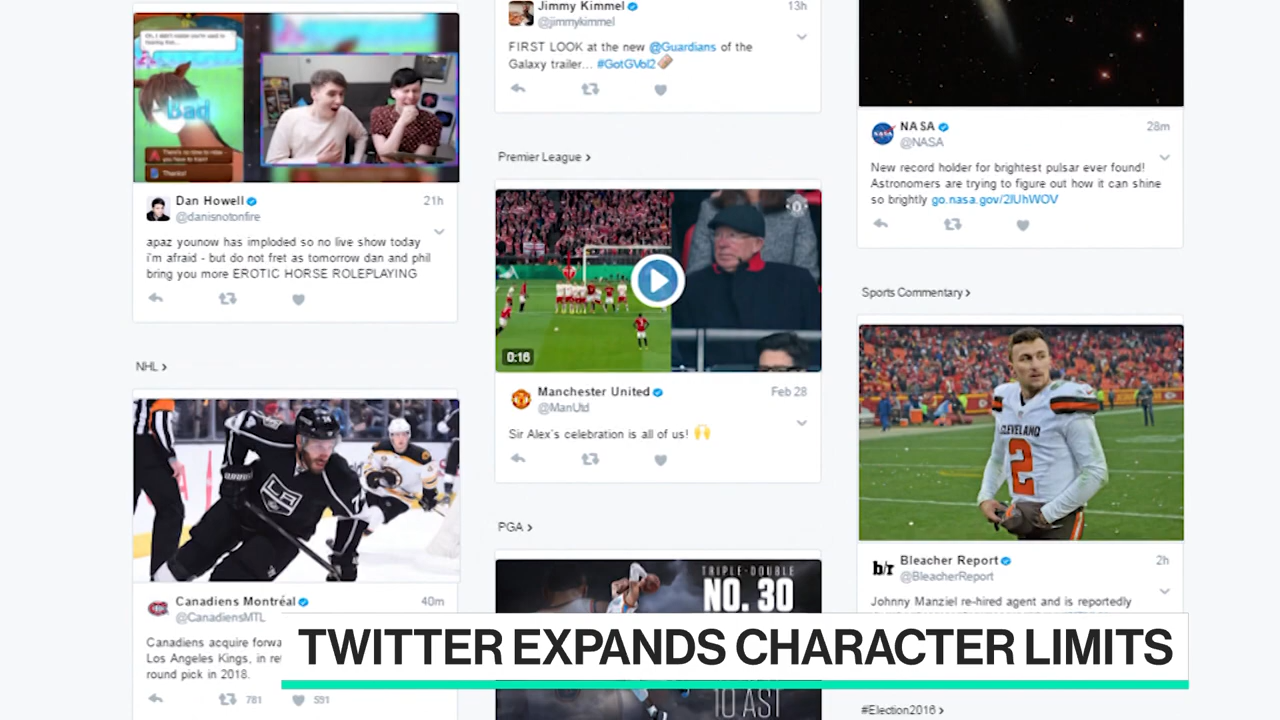 Bad
Dan Howell
21h
@danisnotonfire
apaz younow has imploded so no live show today
i'm afraid - but do not fret as tomorrow dan and phil
bring you more EROTIC HORSE ROLEPLAYING
NHL >
LA
Canadiens Montréal
40m
@CanadiensMTL
Canadiens acquire forwa
Los Angeles Kings, in re
round pick in 2018.
781
591
Jimmy Kimmel
13h
@jimmykimmel
FIRST LOOK at the new @Guardians of the
Galaxy trailer... #GotGVol2
Premier League >
0:16
Manchester United
Feb 28
@ManUtd
Sir Alex's celebration is all of us! 🙌
PGA >
TRIPLE-DOUBLE
NO. 30
10 AST
NASA
28m
@NASA
New record holder for brightest pulsar ever found!
Astronomers are trying to figure out how it can shine
so brightly go.nasa.gov/2lUhWOV
Sports Commentary >
CLEVELAND
2
b/r
Bleacher Report
2h
@BleacherReport
Johnny Manziel re-hired agent and is reportedly
TWITTER EXPANDS CHARACTER LIMITS
#Election2016 >